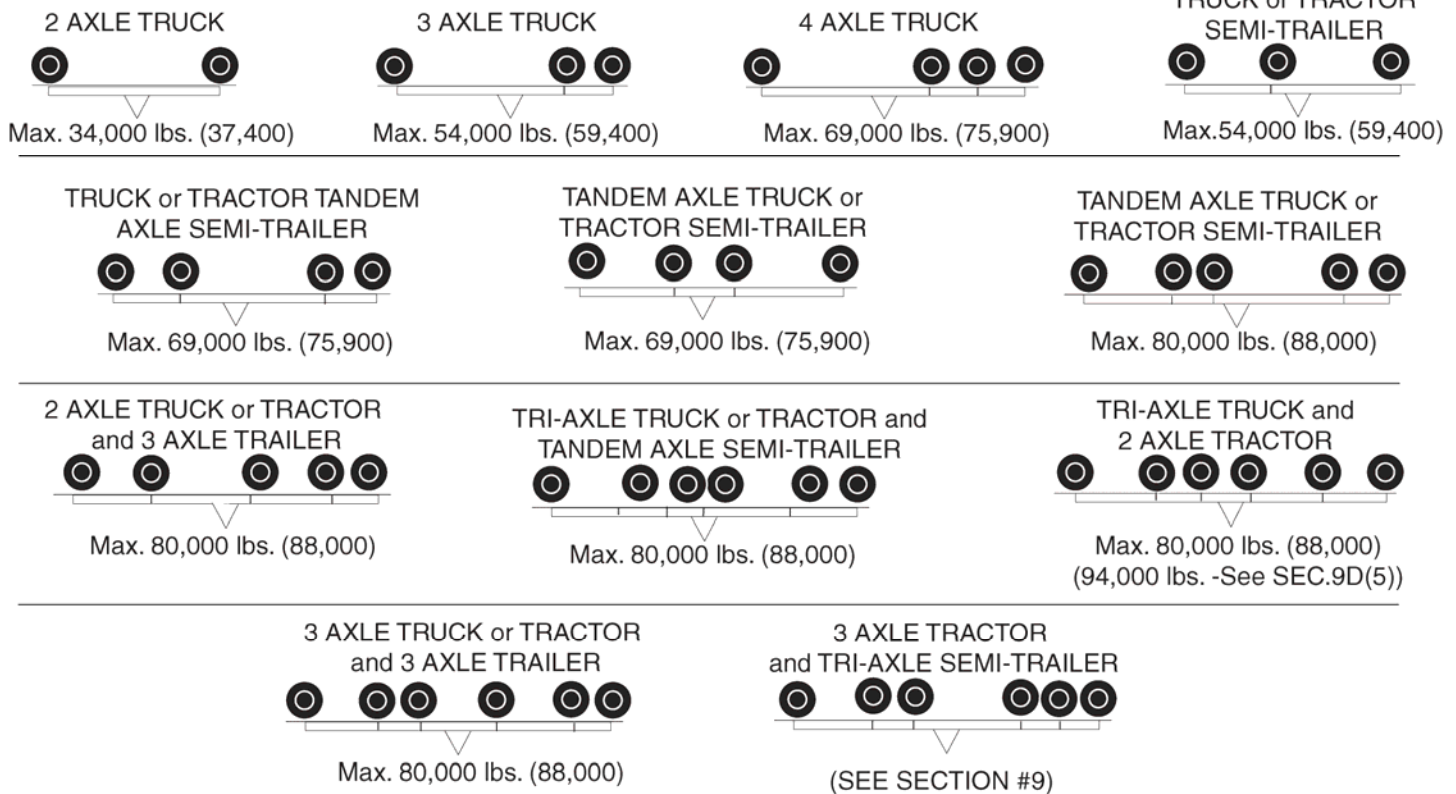 2 AXLE TRUCK
Max. 34,000 lbs. (37,400)
3 AXLE TRUCK
Max. 54,000 lbs. (59,400)
4 AXLE TRUCK
Max. 69,000 lbs. (75,900)
TRUCK or TRACTOR
SEMI-TRAILER
Max.54,000 lbs. (59,400)
TRUCK or TRACTOR TANDEM
AXLE SEMI-TRAILER
Max. 69,000 lbs. (75,900)
TANDEM AXLE TRUCK or
TRACTOR SEMI-TRAILER
Max. 69,000 lbs. (75,900)
TANDEM AXLE TRUCK or
TRACTOR SEMI-TRAILER
Max. 80,000 lbs. (88,000)
2 AXLE TRUCK or TRACTOR
and 3 AXLE TRAILER
Max. 80,000 lbs. (88,000)
TRI-AXLE TRUCK or TRACTOR and
TANDEM AXLE SEMI-TRAILER
Max. 80,000 lbs. (88,000)
TRI-AXLE TRUCK and
2 AXLE TRACTOR
Max. 80,000 lbs. (88,000)
(94,000 lbs. -See SEC.9D(5))
3 AXLE TRUCK or TRACTOR
and 3 AXLE TRAILER
Max. 80,000 lbs. (88,000)
3 AXLE TRACTOR
and TRI-AXLE SEMI-TRAILER
(SEE SECTION #9)